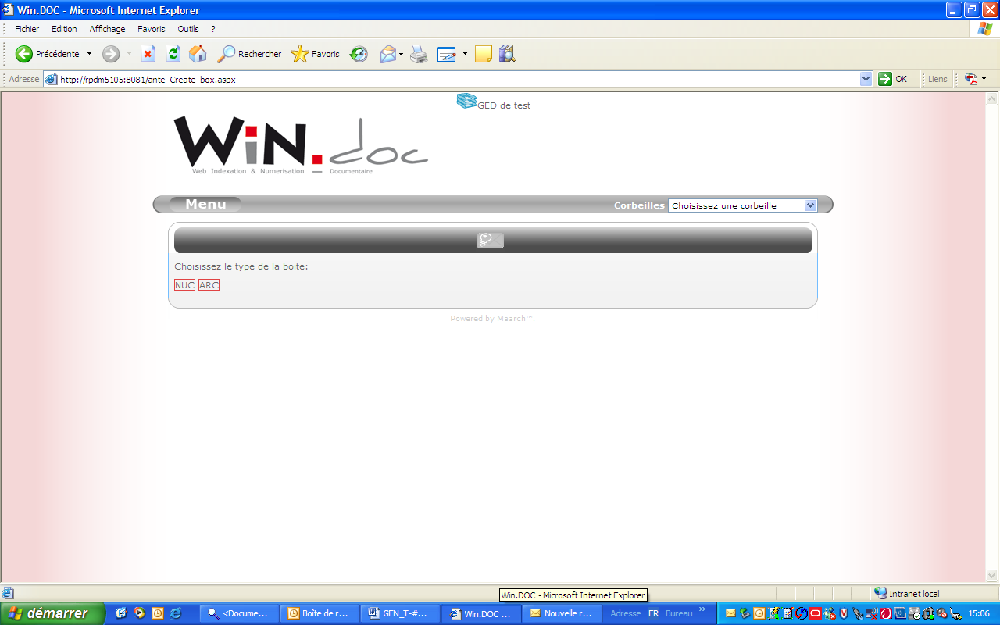 Win.DOC - Microsoft Internet Explorer
Fichier Edition Affichage Favoris Outils ?
Précédente Rechercher Favoris
Adresse http://rpdm5105:8081/ante_Create_box.aspx OK Liens
GED de test
WiN.doc
Web Indexation & Numerisation — Documentaire
Menu Corbeilles Choisissez une corbeille
Choisissez le type de la boite:
NUC ARC
Powered by Maarch™.
Win.DOC - Microsoft Internet Explorer
Intranet local
démarrer <Docume... Boîte de r... GEN_T-#... Win.DOC ... Nouvelle r... Adresse FR Bureau » 15:06